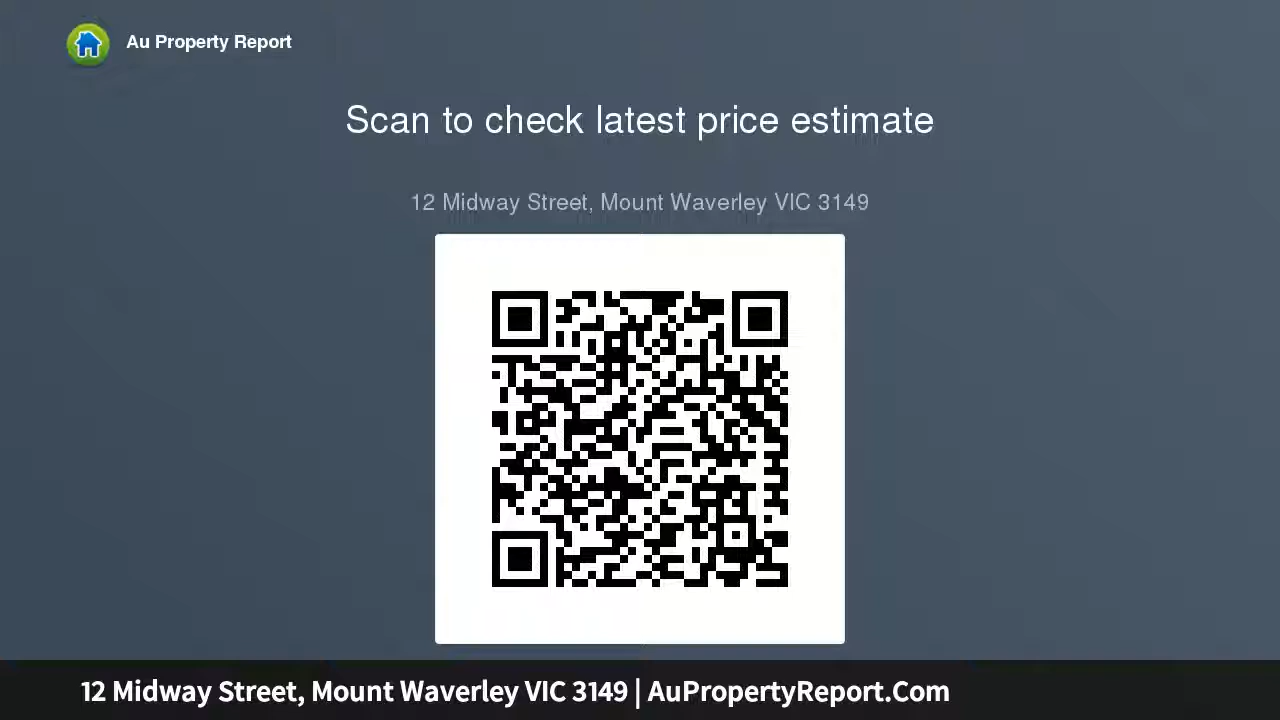 Au Property Report
Scan to check latest price estimate
12 Midway Street, Mount Waverley VIC 3149
12 Midway Street, Mount Waverley VIC 3149 | AuPropertyReport.Com